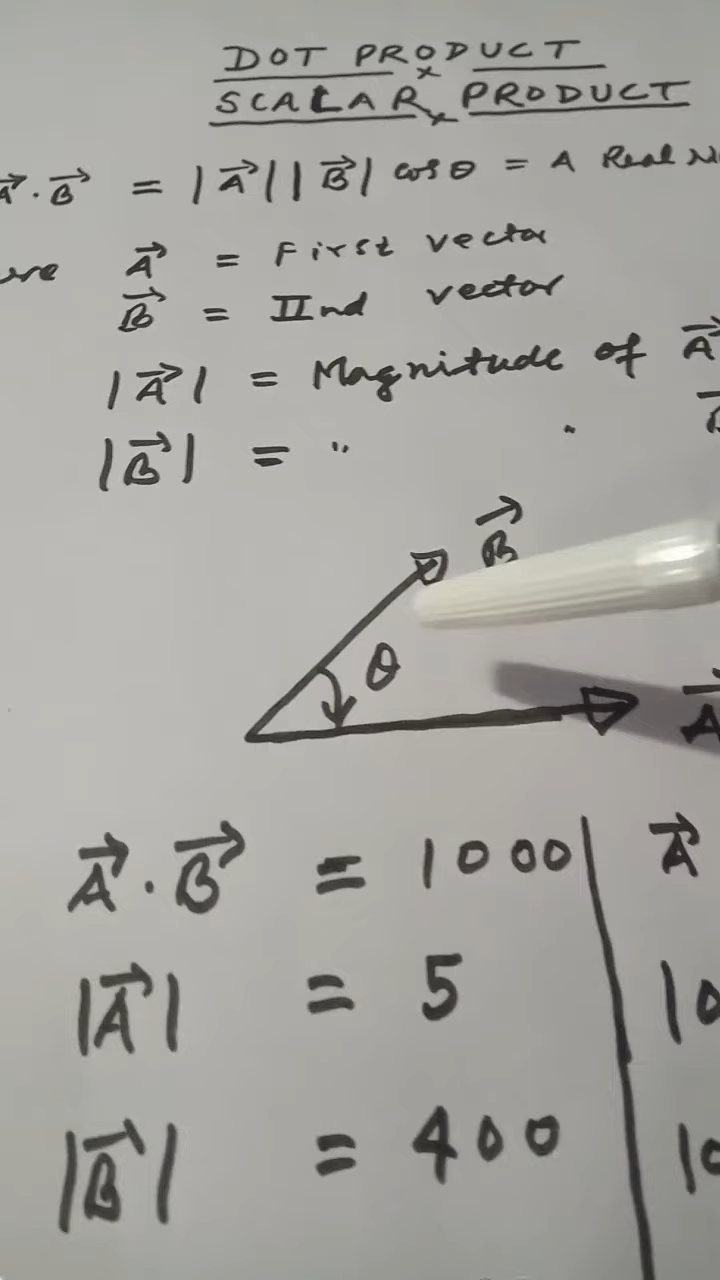 DOT PRODUCT
SCALAR PRODUCT
A⃗ . B⃗ = |A⃗| |B⃗| cos θ = A Real
A⃗ = First vector
B⃗ = IInd vector
|A⃗| = Magnitude of A⃗
|B⃗| = " "
B⃗
θ
A⃗
A⃗ . B⃗ = 1000 A⃗
|A⃗| = 5
|B⃗| = 400